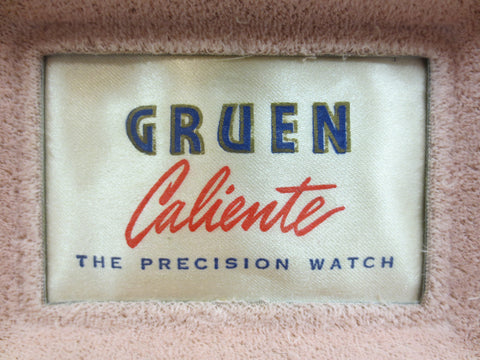 GRUEN
Caliente
THE PRECISION WATCH